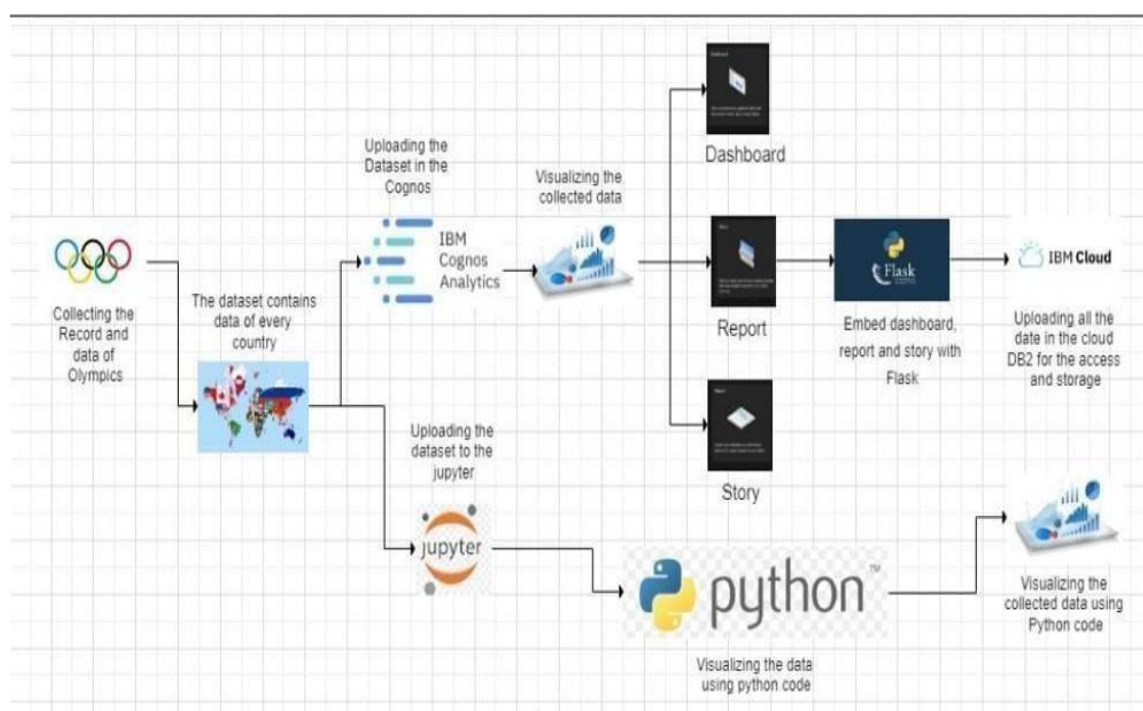 Collecting the
Record and
data of
Olympics
The dataset contains
data of every
country
Uploading the
Dataset in the
Cognos
IBM
Cognos
Analytics
Visualizing the
collected data
Dashboard
Report
Story
Flask
Embed dashboard,
report and story with
Flask
IBM Cloud
Uploading all the
date in the cloud
DB2 for the access
and storage
Uploading the
dataset to the
jupyter
jupyter
python™
Visualizing the data
using python code
Visualizing the
collected data using
Python code